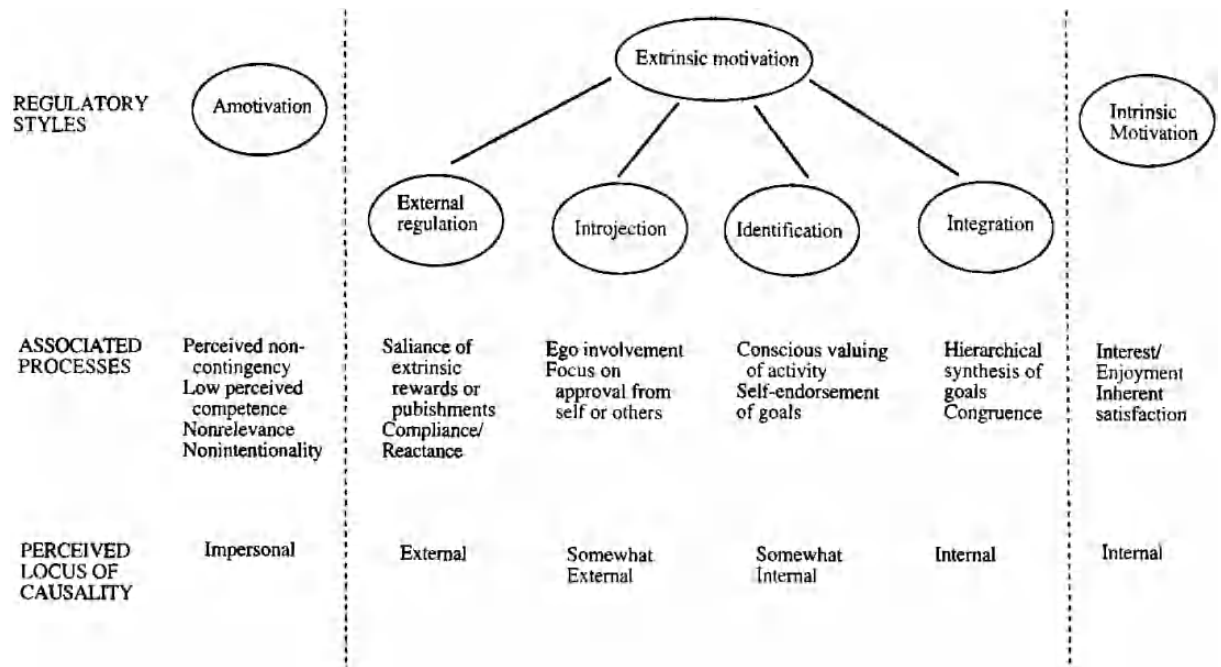 Extrinsic motivation
REGULATORY
STYLES
Amotivation
Intrinsic
Motivation
External
regulation
Introjection
Identification
Integration
ASSOCIATED
PROCESSES
Perceived non-
contingency
Low perceived
competence
Nonrelevance
Nonintentionality
Saliance of
extrinsic
rewards or
pubishments
Compliance/
Reactance
Ego involvement
Focus on
approval from
self or others
Conscious valuing
of activity
Self-endorsement
of goals
Hierarchical
synthesis of
goals
Congruence
Interest/
Enjoyment
Inherent
satisfaction
PERCEIVED
LOCUS OF
CAUSALITY
Impersonal
External
Somewhat
External
Somewhat
Internal
Internal
Internal